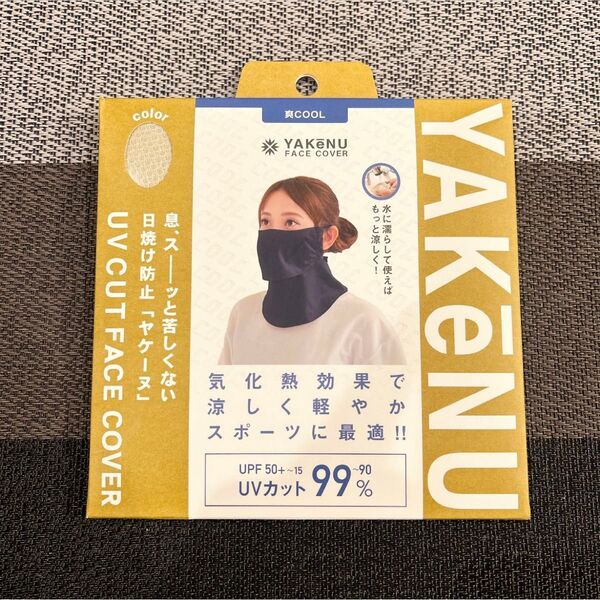 爽COOL
color
YAKēNU
FACE COVER
水に濡らして使えば
もっと涼しく!
息、スーッと苦しくない
日焼け防止「ヤケーヌ」
UV CUT FACE COVER
YAKēNU
気化熱効果で
涼しく軽やか
スポーツに最適!!
UPF 50+~15
UVカット 99~90%